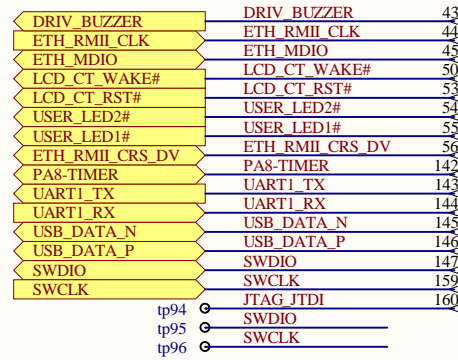 DRIV_BUZZER DRIV_BUZZER 43
ETH_RMII_CLK ETH_RMII_CLK 44
ETH_MDIO ETH_MDIO 45
LCD_CT_WAKE# LCD_CT_WAKE# 50
LCD_CT_RST# LCD_CT_RST# 53
USER_LED2# USER_LED2# 54
USER_LED1# USER_LED1# 55
ETH_RMII_CRS_DV ETH_RMII_CRS_DV 56
PA8-TIMER PA8-TIMER 142
UART1_TX UART1_TX 143
UART1_RX UART1_RX 144
USB_DATA_N USB_DATA_N 145
USB_DATA_P USB_DATA_P 146
SWDIO SWDIO 147
SWCLK SWCLK 159
tp94 JTAG_JTDI 160
tp95 SWDIO
tp96 SWCLK